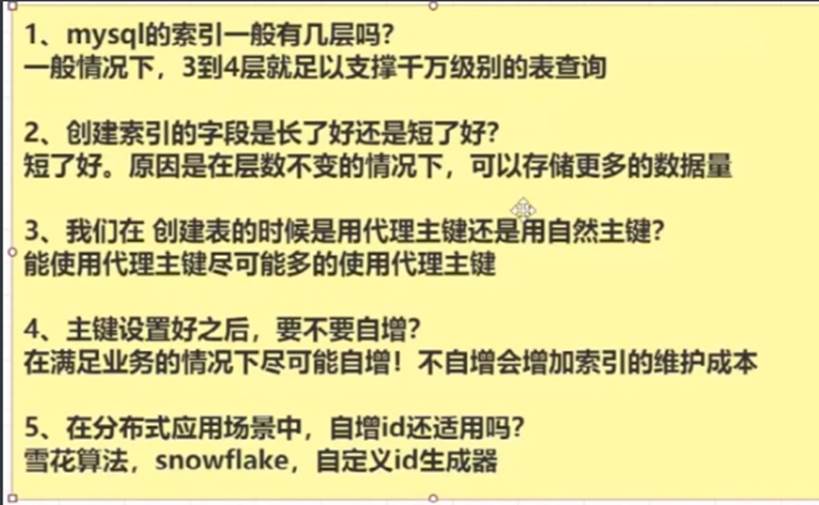 1、mysql的索引一般有几层吗？
一般情况下，3到4层就足以支撑千万级别的表查询
2、创建索引的字段是长了好还是短了好？
短了好。原因是在层数不变的情况下，可以存储更多的数据量
3、我们在 创建表的时候是用代理主键还是用自然主键？
能使用代理主键尽可能多的使用代理主键
4、主键设置好之后，要不要自增？
在满足业务的情况下尽可能自增！不自增会增加索引的维护成本
5、在分布式应用场景中，自增id还适用吗？
雪花算法，snowflake，自定义id生成器